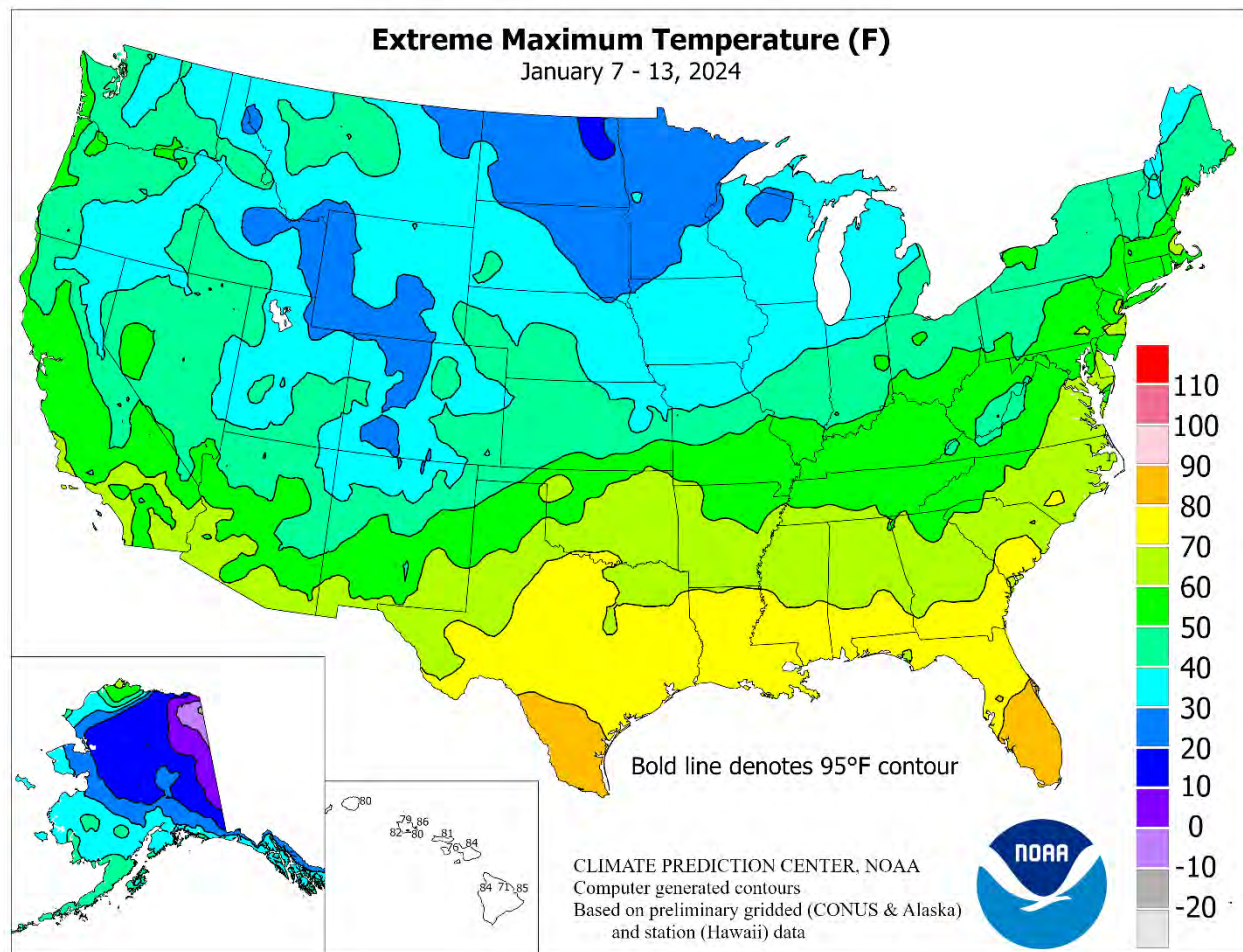 Extreme Maximum Temperature (F)
January 7 - 13, 2024
110
100
90
80
70
60
50
40
30
20
10
0
-10
-20
Bold line denotes 95°F contour
80
79 86
82 80
81
76
84
84 71 85
CLIMATE PREDICTION CENTER, NOAA
Computer generated contours
Based on preliminary gridded (CONUS & Alaska)
and station (Hawaii) data
NOAA